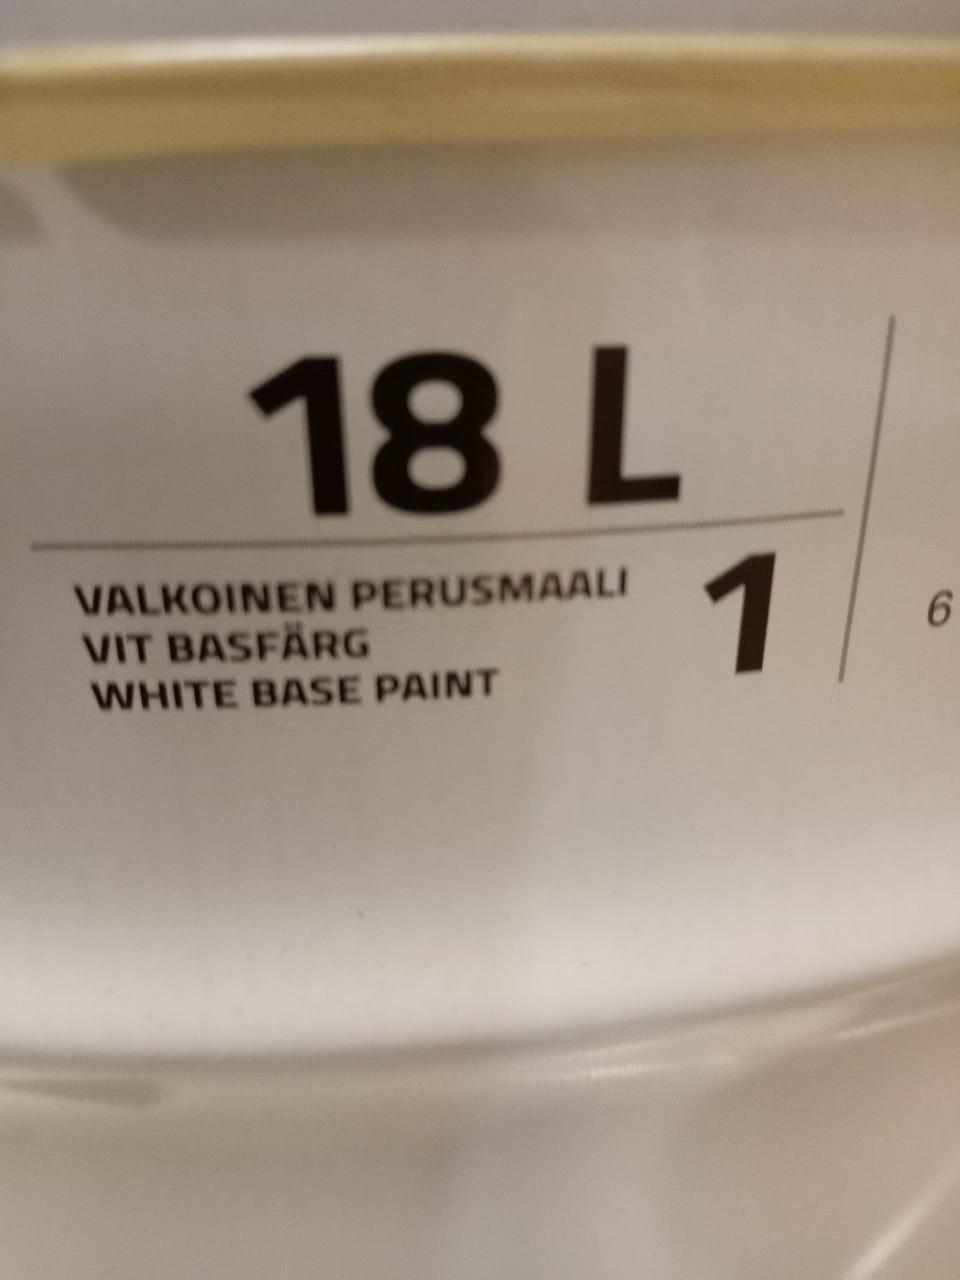 18 L
VALKOINEN PERUSMAALI
VIT BASFÄRG
WHITE BASE PAINT
1
6